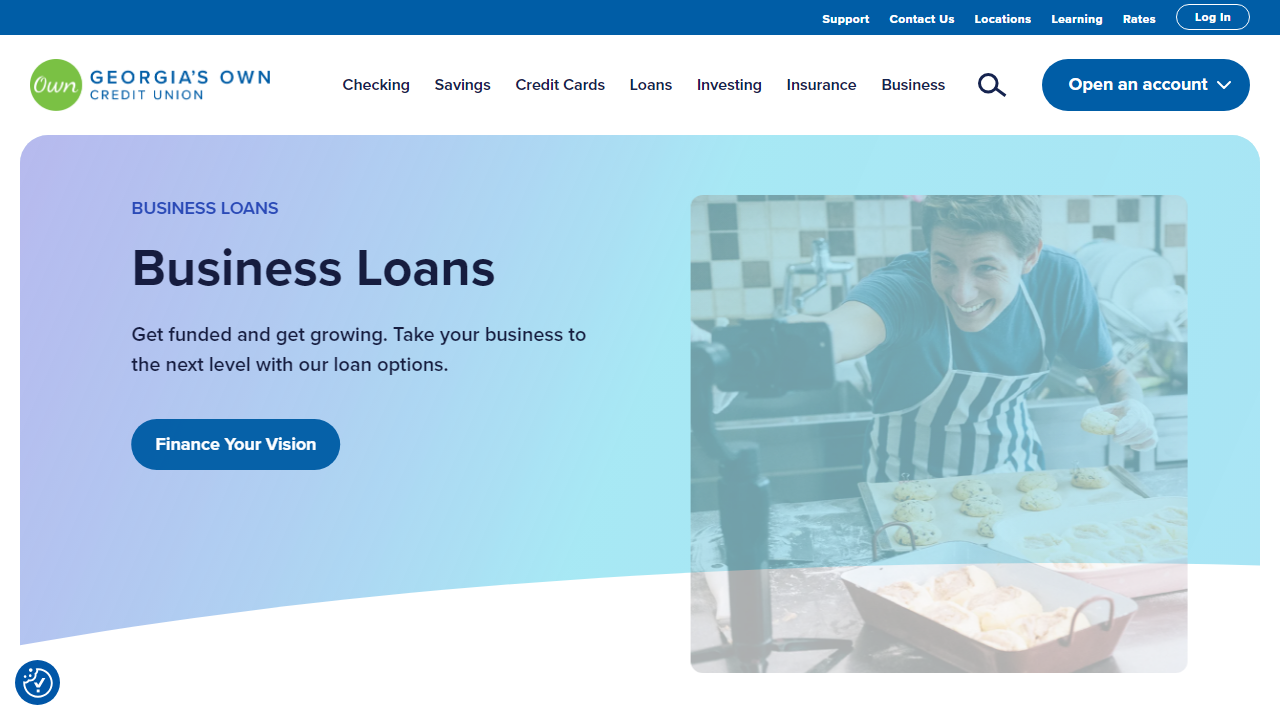 Support Contact Us Locations Learning Rates Log In
Own GEORGIA'S OWN
CREDIT UNION
Checking Savings Credit Cards Loans Investing Insurance Business Open an account
BUSINESS LOANS
Business Loans
Get funded and get growing. Take your business to
the next level with our loan options.
Finance Your Vision